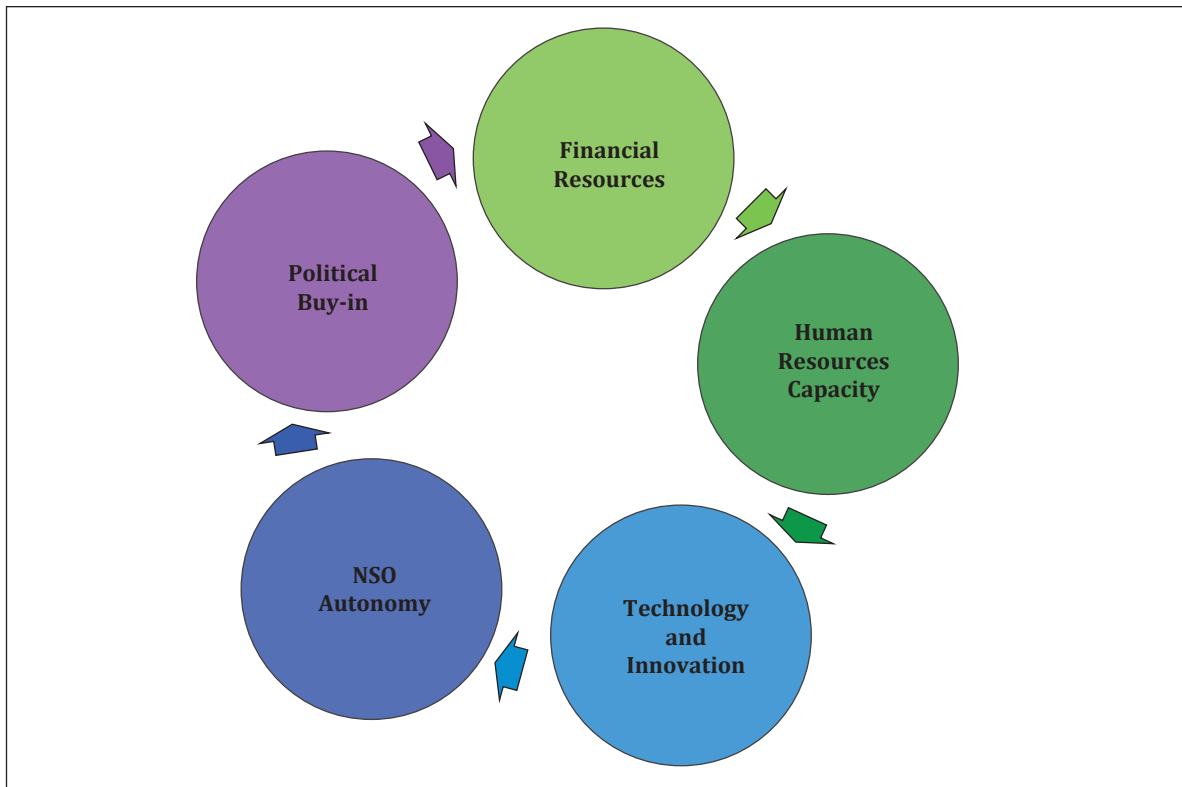 Financial
Resources
Human
Resources
Capacity
Technology
and
Innovation
NSO
Autonomy
Political
Buy-in